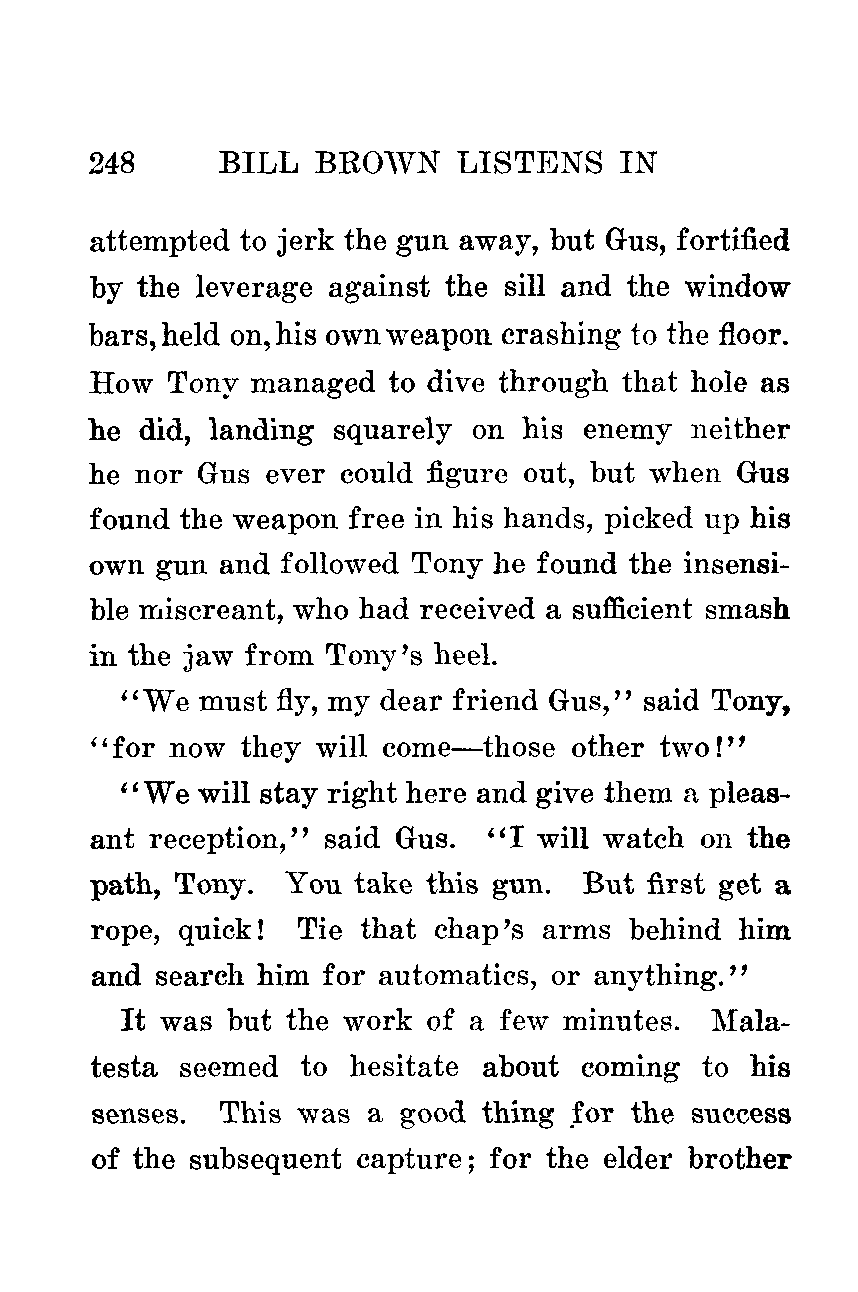 248 BILL BROWN LISTENS IN
attempted to jerk the gun away, but Gus, fortified
by the leverage against the sill and the window
bars, held on, his own weapon crashing to the floor.
How Tony managed to dive through that hole as
he did, landing squarely on his enemy neither
he nor Gus ever could figure out, but when Gus
found the weapon free in his hands, picked up his
own gun and followed Tony he found the insensi-
ble miscreant, who had received a sufficient smash
in the jaw from Tony's heel.
"We must fly, my dear friend Gus," said Tony,
"for now they will come—those other two!"
"We will stay right here and give them a pleas-
ant reception," said Gus. "I will watch on the
path, Tony. You take this gun. But first get a
rope, quick! Tie that chap's arms behind him
and search him for automatics, or anything."
It was but the work of a few minutes. Mala-
testa seemed to hesitate about coming to his
senses. This was a good thing for the success
of the subsequent capture; for the elder brother